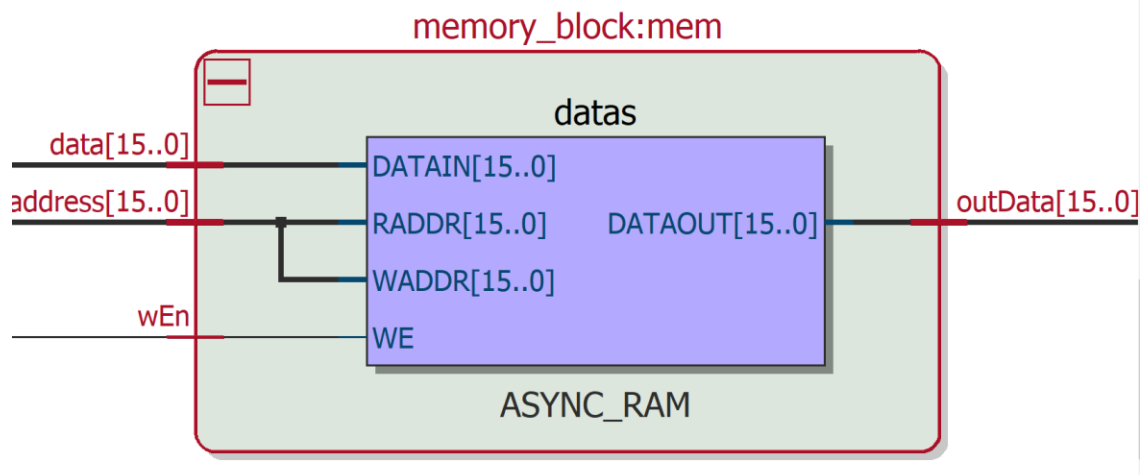 memory_block:mem
datas
data[15..0]
DATAIN[15..0]
address[15..0]
RADDR[15..0]
DATAOUT[15..0]
outData[15..0]
WADDR[15..0]
wEn
WE
ASYNC_RAM